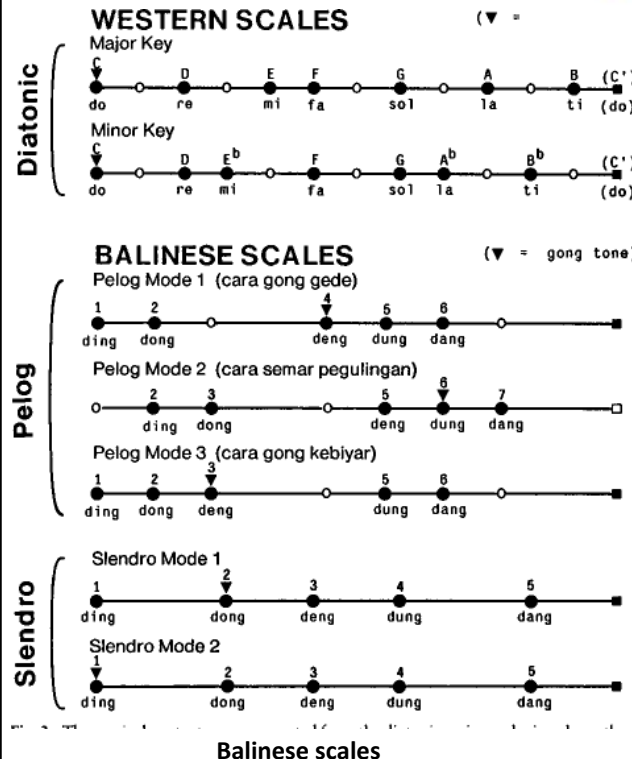 WESTERN SCALES (▼ =
Diatonic
Major Key
C D E F G A B (C')
do re mi fa sol la ti (do)
Minor Key
C D E♭ F G A♭ B♭ (C')
do re mi fa sol la ti (do)
BALINESE SCALES (▼ = gong tone)
Pelog
Pelog Mode 1 (cara gong gede)
1 2 4 5 6
ding dong deng dung dang
Pelog Mode 2 (cara semar pegulingan)
2 3 5 6 7
ding dong deng dung dang
Pelog Mode 3 (cara gong kebiyar)
1 2 3 5 6
ding dong deng dung dang
Slendro
Slendro Mode 1
1 2 3 4 5
ding dong deng dung dang
Slendro Mode 2
1 2 3 4 5
ding dong deng dung dang
Balinese scales